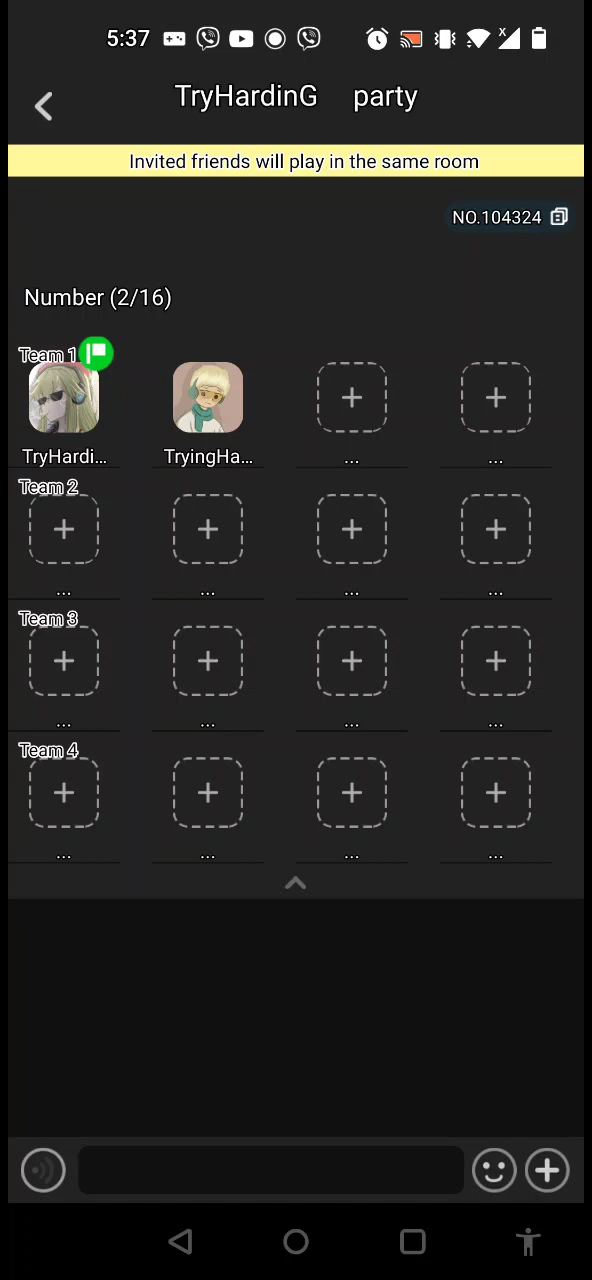 5:37
TryHardinG party
Invited friends will play in the same room
NO.104324
Number (2/16)
Team 1
TryHardi... TryingHa... ... ...
Team 2
... ... ... ...
Team 3
... ... ... ...
Team 4
... ... ... ...